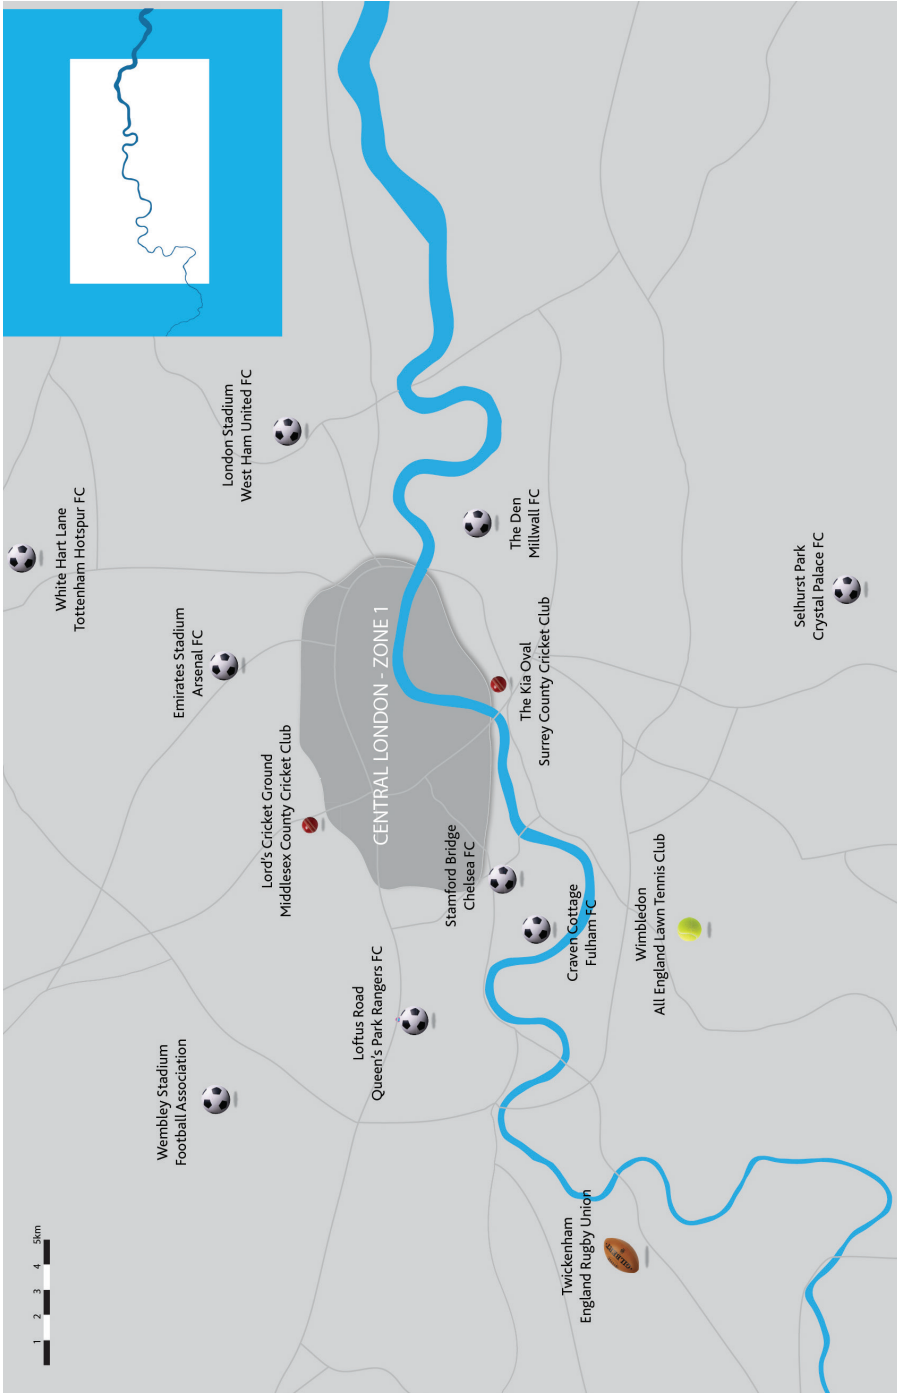 White Hart Lane
Tottenham Hotspur FC
London Stadium
West Ham United FC
Emirates Stadium
Arsenal FC
Lord's Cricket Ground
Middlesex County Cricket Club
Wembley Stadium
Football Association
CENTRAL LONDON - ZONE 1
Loftus Road
Queen's Park Rangers FC
Stamford Bridge
Chelsea FC
The Den
Millwall FC
The Kia Oval
Surrey County Cricket Club
Craven Cottage
Fulham FC
Wimbledon
All England Lawn Tennis Club
Twickenham
England Rugby Union
Selhurst Park
Crystal Palace FC
1 2 3 4 5km